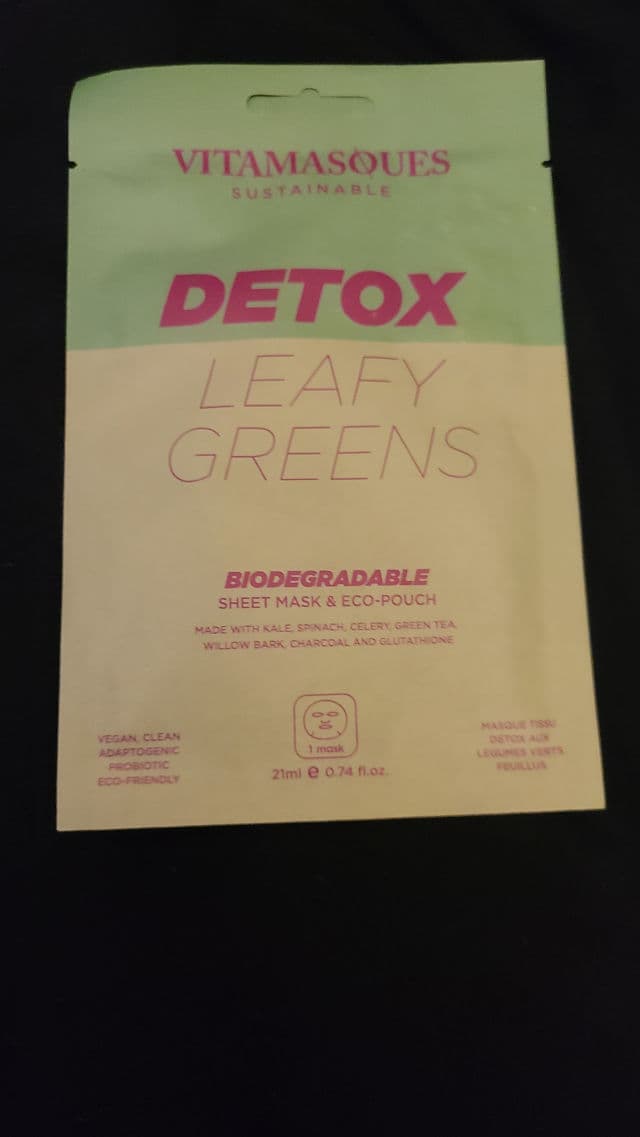 VITAMASQUES
SUSTAINABLE
DETOX
LEAFY
GREENS
BIODEGRADABLE
SHEET MASK & ECO-POUCH
MADE WITH KALE, SPINACH, CELERY, GREEN TEA,
WILLOW BARK, CHARCOAL AND GLUTATHIONE
VEGAN, CLEAN
ADAPTOGENIC
PROBIOTIC
ECO-FRIENDLY
1 mask
21ml e 0.74 fl.oz.
MASQUE TISSU
DETOX AUX
LEGUMES VERTS
FEUILLUS